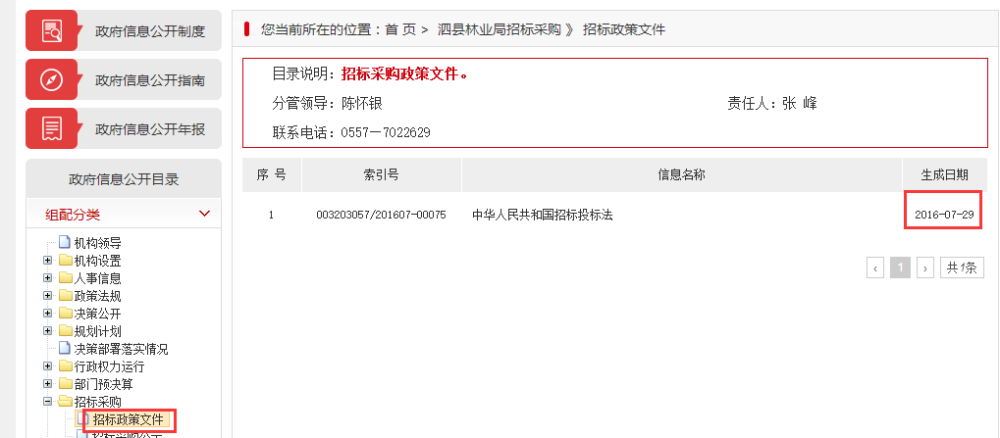 政府信息公开制度
政府信息公开指南
政府信息公开年报
政府信息公开目录
组配分类
机构领导
机构设置
人事信息
政策法规
决策公开
规划计划
决策部署落实情况
行政权力运行
部门预决算
招标采购
招标政策文件
您当前所在的位置：首 页 > 泗县林业局招标采购 》 招标政策文件
目录说明：招标采购政策文件。
分管领导：陈怀银 责任人：张 峰
联系电话：0557—7022629
序 号 索引号 信息名称 生成日期
1 003203057/201607-00075 中华人民共和国招标投标法 2016-07-29
‹ 1 › 共1条